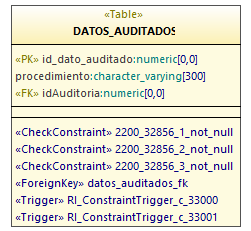 «Table»
DATOS_AUDITADOS
«PK» id_dato_auditado:numeric[0,0]
procedimiento:character_varying[300]
«FK» idAuditoria:numeric[0,0]
«CheckConstraint» 2200_32856_1_not_null
«CheckConstraint» 2200_32856_2_not_null
«CheckConstraint» 2200_32856_3_not_null
«ForeignKey» datos_auditados_fk
«Trigger» RI_ConstraintTrigger_c_33000
«Trigger» RI_ConstraintTrigger_c_33001